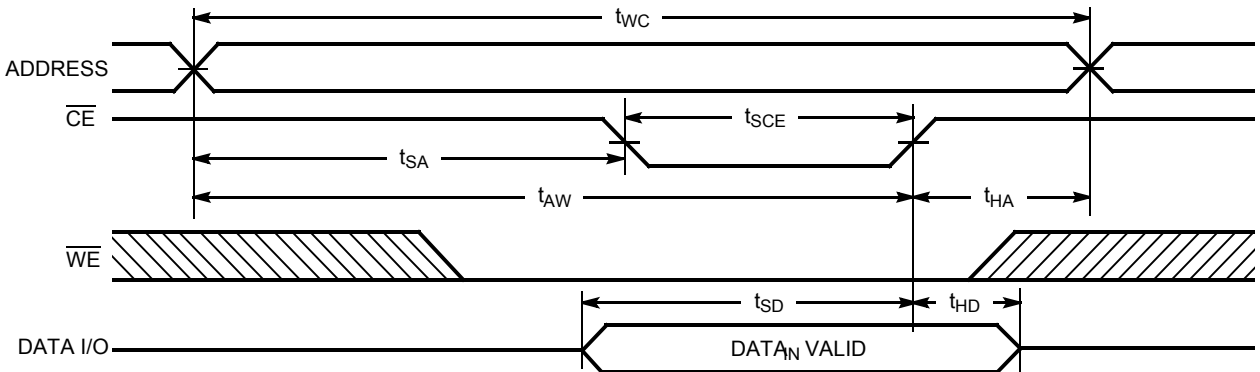 tWC
ADDRESS
CE
tSCE
tSA
tAW
tHA
WE
tSD
tHD
DATA I/O
DATAIN VALID